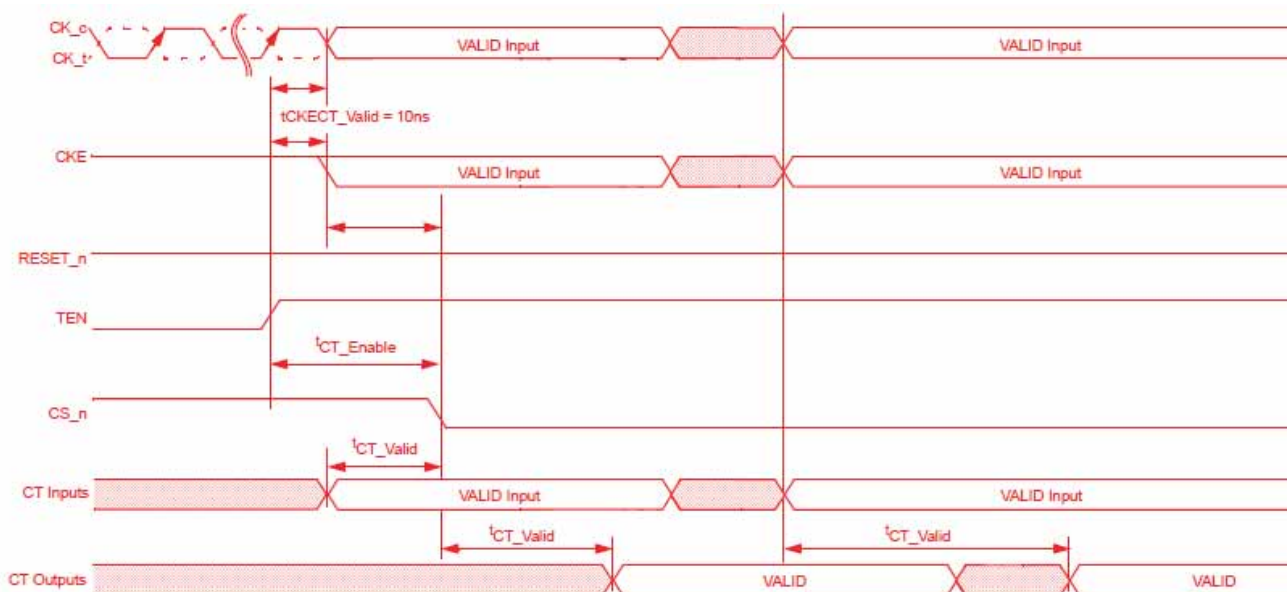 CK_c
CK_t
VALID Input
VALID Input
tCKECT_Valid = 10ns
CKE
VALID Input
VALID Input
RESET_n
TEN
tCT_Enable
CS_n
tCT_Valid
CT Inputs
VALID Input
VALID Input
tCT_Valid
tCT_Valid
CT Outputs
VALID
VALID